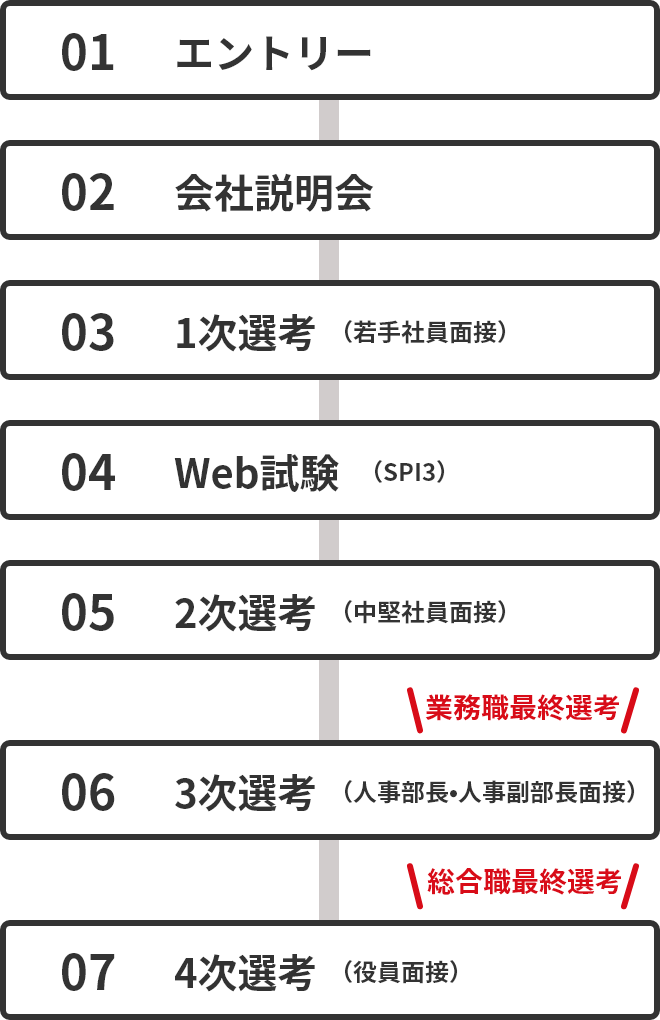 01 エントリー
02 会社説明会
03 1次選考 （若手社員面接）
04 Web試験 （SPI3）
05 2次選考 （中堅社員面接）
業務職最終選考
06 3次選考 （人事部長・人事副部長面接）
総合職最終選考
07 4次選考 （役員面接）